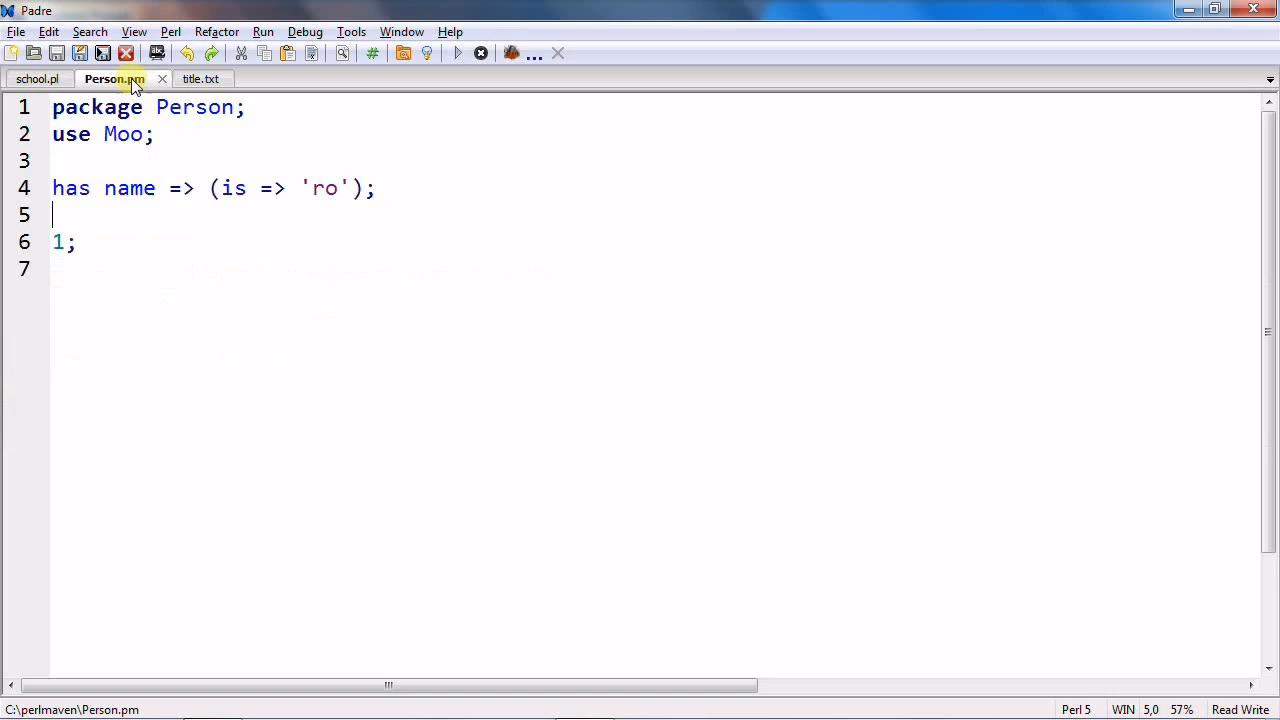 Padre
File Edit Search View Perl Refactor Run Debug Tools Window Help
school.pl Person.pm title.txt
1 package Person;
2 use Moo;
3
4 has name => (is => 'ro');
5
6 1;
7
C:\perlmaven\Person.pm Perl 5 WIN 5,0 57% Read Write